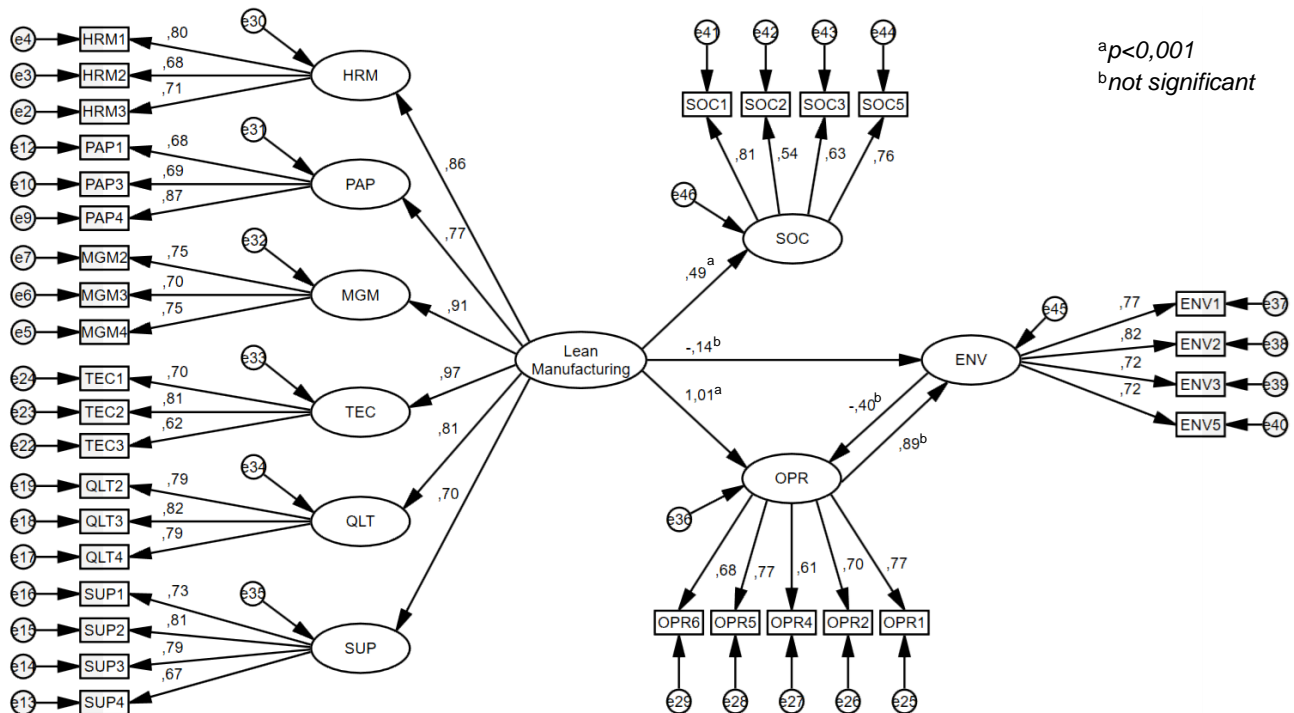 e4
HRM1
,80
e3
HRM2
,68
e2
HRM3
,71
e30
HRM
e12
PAP1
,68
e10
PAP3
,69
e9
PAP4
,87
e31
PAP
e7
MGM2
,75
e6
MGM3
,70
e5
MGM4
,75
e32
MGM
e24
TEC1
,70
e23
TEC2
,81
e22
TEC3
,62
e33
TEC
e19
QLT2
,79
e18
QLT3
,82
e17
QLT4
,79
e34
QLT
e16
SUP1
,73
e15
SUP2
,81
e14
SUP3
,79
e13
SUP4
,67
e35
SUP
,86
,77
,91
,97
,81
,70
Lean
Manufacturing
e41
e42
e43
e44
SOC1
SOC2
SOC3
SOC5
,81
,54
,63
,76
e46
SOC
,49a
-,14b
1,01a
-,40b
,89b
e45
ENV
,77
ENV1
e37
,82
ENV2
e38
,72
ENV3
e39
,72
ENV5
e40
OPR
e36
,68
,77
,61
,70
,77
OPR6
OPR5
OPR4
OPR2
OPR1
e29
e28
e27
e26
e25
a p<0,001
b not significant